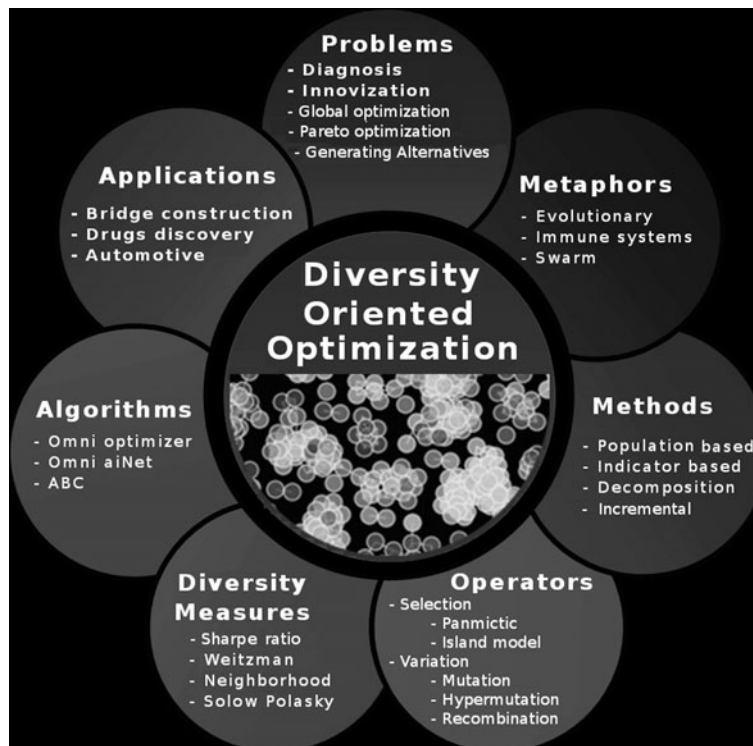 Diversity
Oriented
Optimization
Problems
- Diagnosis
- Innovization
- Global optimization
- Pareto optimization
- Generating Alternatives
Metaphors
- Evolutionary
- Immune systems
- Swarm
Methods
- Population based
- Indicator based
- Decomposition
- Incremental
Operators
- Selection
- Panmictic
- Island model
- Variation
- Mutation
- Hypermutation
- Recombination
Diversity
Measures
- Sharpe ratio
- Weitzman
- Neighborhood
- Solow Polasky
Algorithms
- Omni optimizer
- Omni aiNet
- ABC
Applications
- Bridge construction
- Drugs discovery
- Automotive